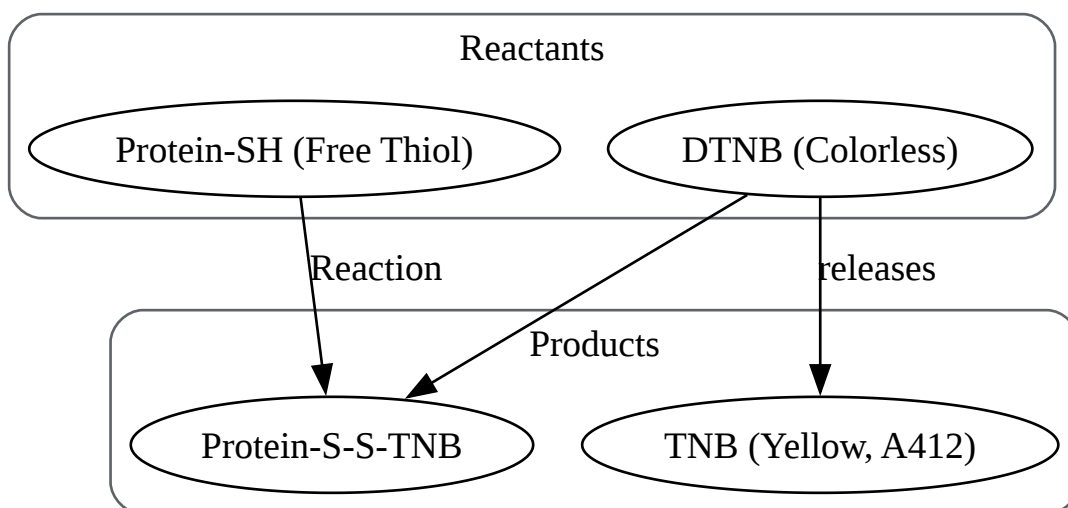 Reactants
Protein-SH (Free Thiol)
DTNB (Colorless)
Reaction
releases
Products
Protein-S-S-TNB
TNB (Yellow, A412)